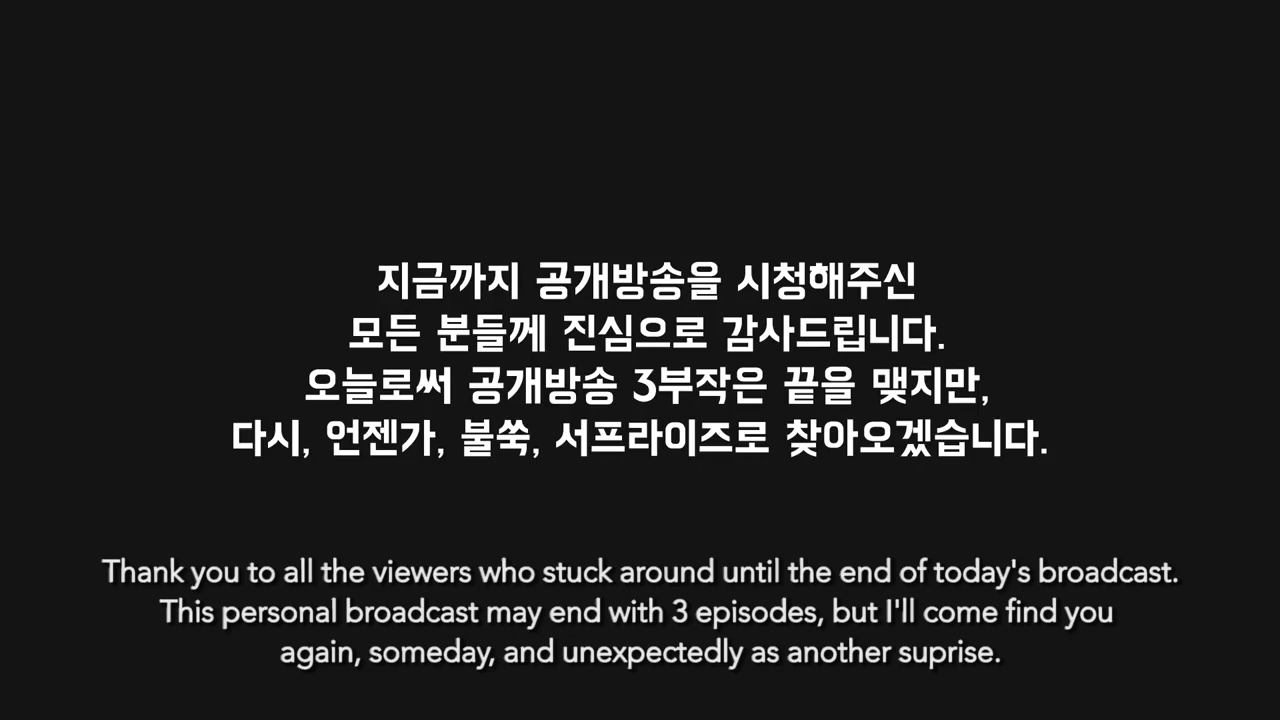 지금까지 공개방송을 시청해주신
모든 분들께 진심으로 감사드립니다.
오늘로써 공개방송 3부작은 끝을 맺지만,
다시, 언젠가, 불쑥, 서프라이즈로 찾아오겠습니다.
Thank you to all the viewers who stuck around until the end of today's broadcast.
This personal broadcast may end with 3 episodes, but I'll come find you
again, someday, and unexpectedly as another suprise.